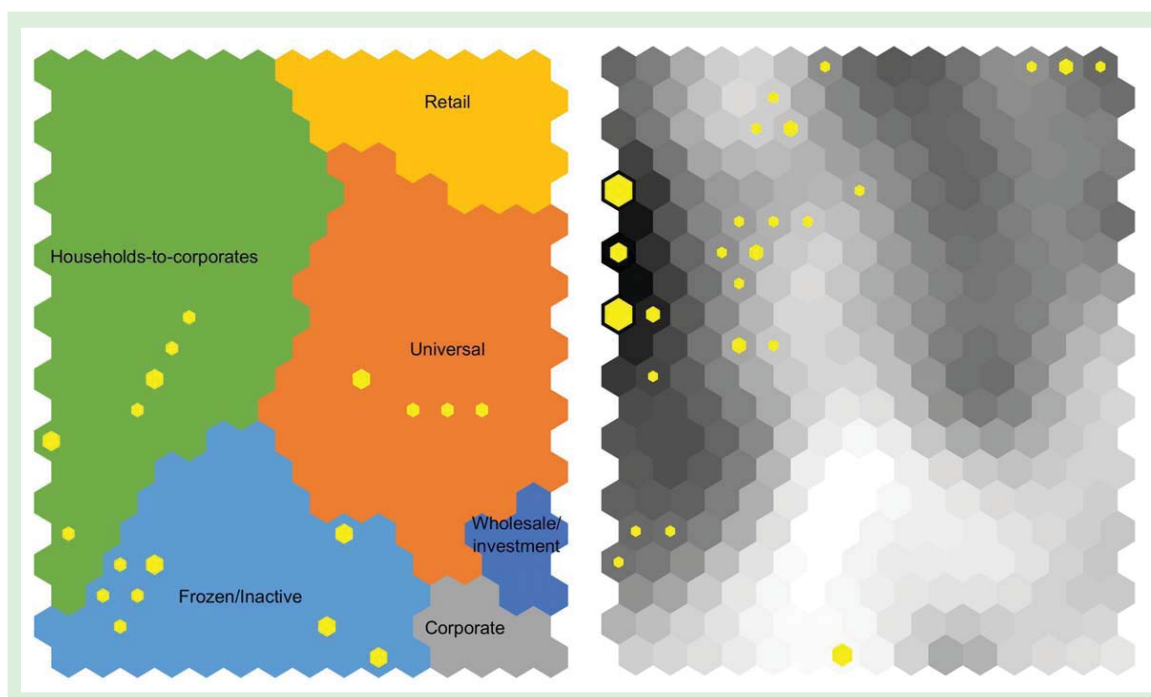 Retail
Households-to-corporates
Universal
Wholesale/
investment
Frozen/Inactive
Corporate